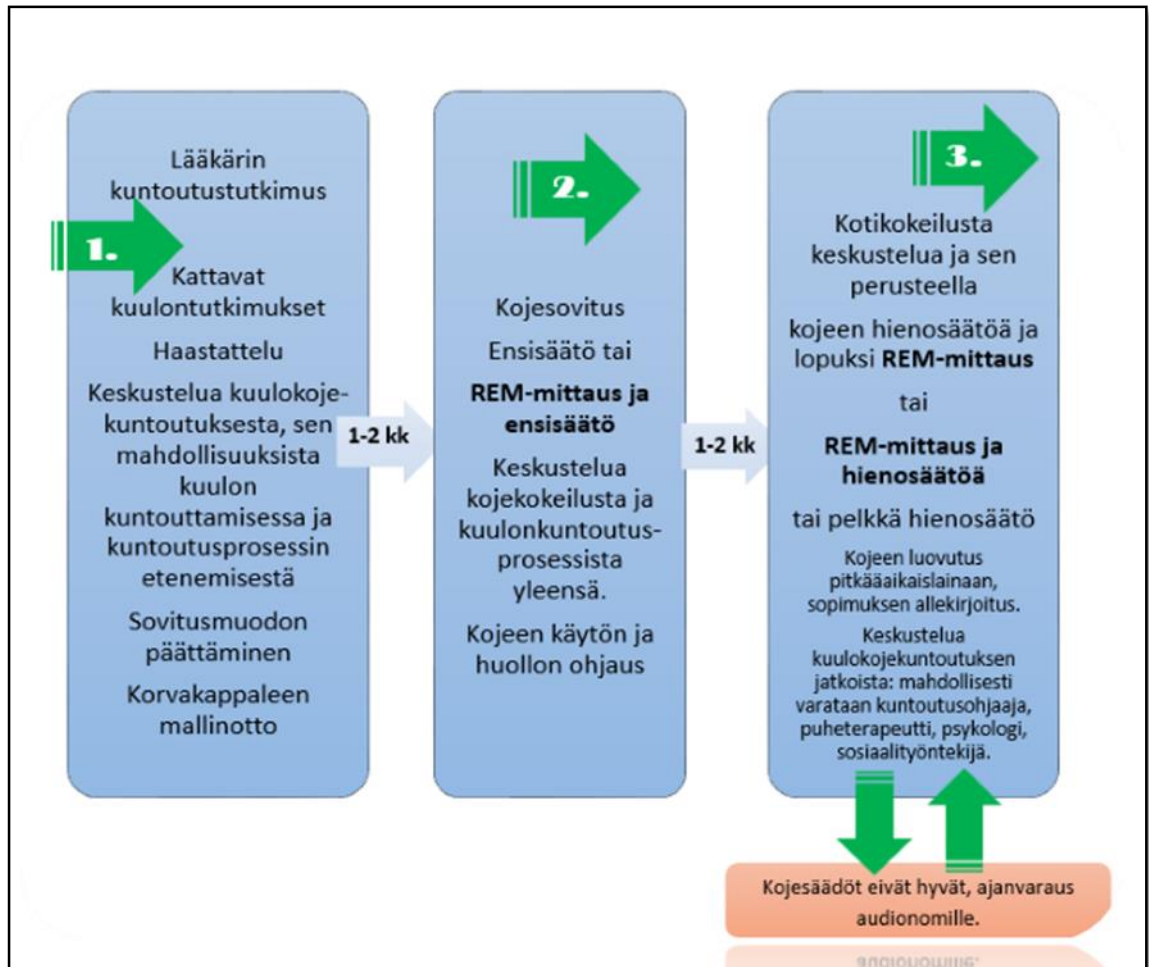 Lääkärin
kuntoutustutkimus
1.
Kattavat
kuulontutkimukset
Haastattelu
Keskustelua kuulokoje-
kuntoutuksesta, sen
mahdollisuuksista
kuulon
kuntouttamisessa ja
kuntoutusprosessin
etenemisestä
Sovitusmuodon
päättäminen
Korvakappaleen
mallinotto
1-2 kk
2.
Kojesovitus
Ensisäätö tai
REM-mittaus ja
ensisäätö
Keskustelua
kojekokeilusta ja
kuulonkuntoutus-
prosessista
yleensä.
Kojeen käytön ja
huollon ohjaus
1-2 kk
3.
Kotikokeilusta
keskustelua ja sen
perusteella
kojeen hienosäätöä ja
lopuksi REM-mittaus
tai
REM-mittaus ja
hienosäätöä
tai pelkkä hienosäätö
Kojeen luovutus
pitkääaikaislainaan,
sopimuksen allekirjoitus.
Keskustelua
kuulokojekuntoutuksen
jatkoista: mahdollisesti
varataan kuntoutusohjaaja,
puheterapeutti, psykologi,
sosiaalityöntekijä.
Kojesäädöt eivät hyvät, ajanvaraus
audionomille.